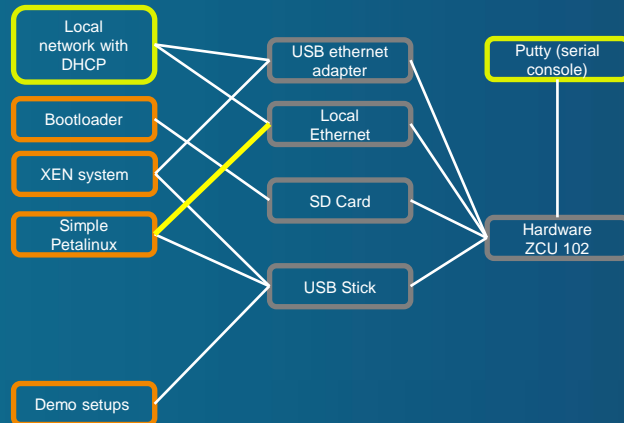 Local
network with
DHCP
USB ethernet
adapter
Putty (serial
console)
Bootloader
Local
Ethernet
XEN system
SD Card
Simple
Petalinux
Hardware
ZCU 102
USB Stick
Demo setups